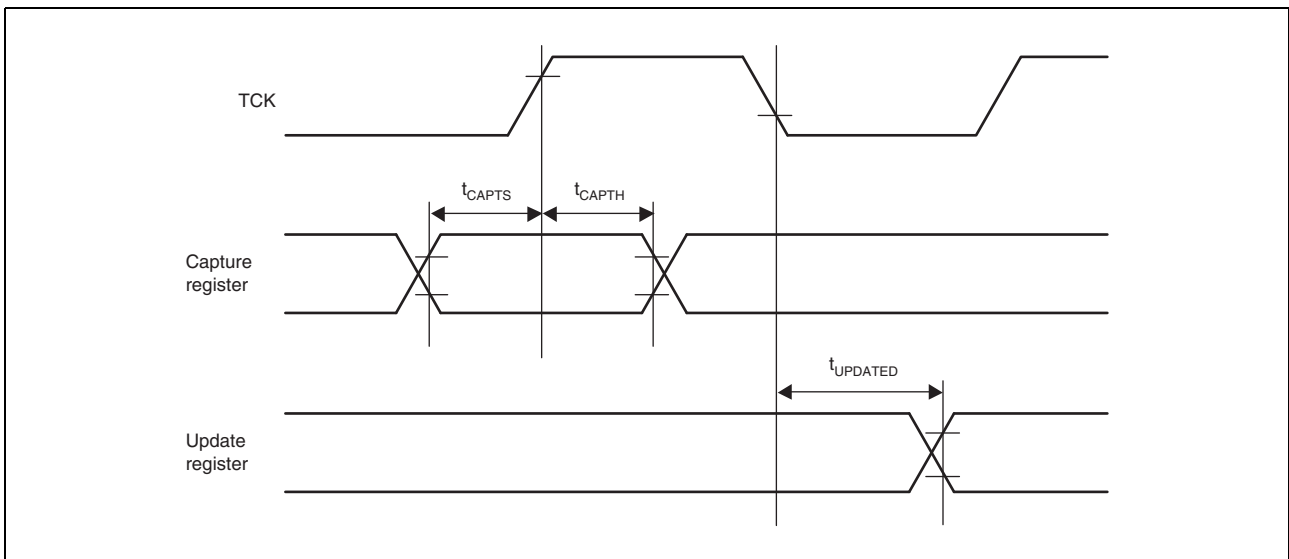 TCK
tCAPTS
tCAPTH
Capture
register
tUPDATED
Update
register